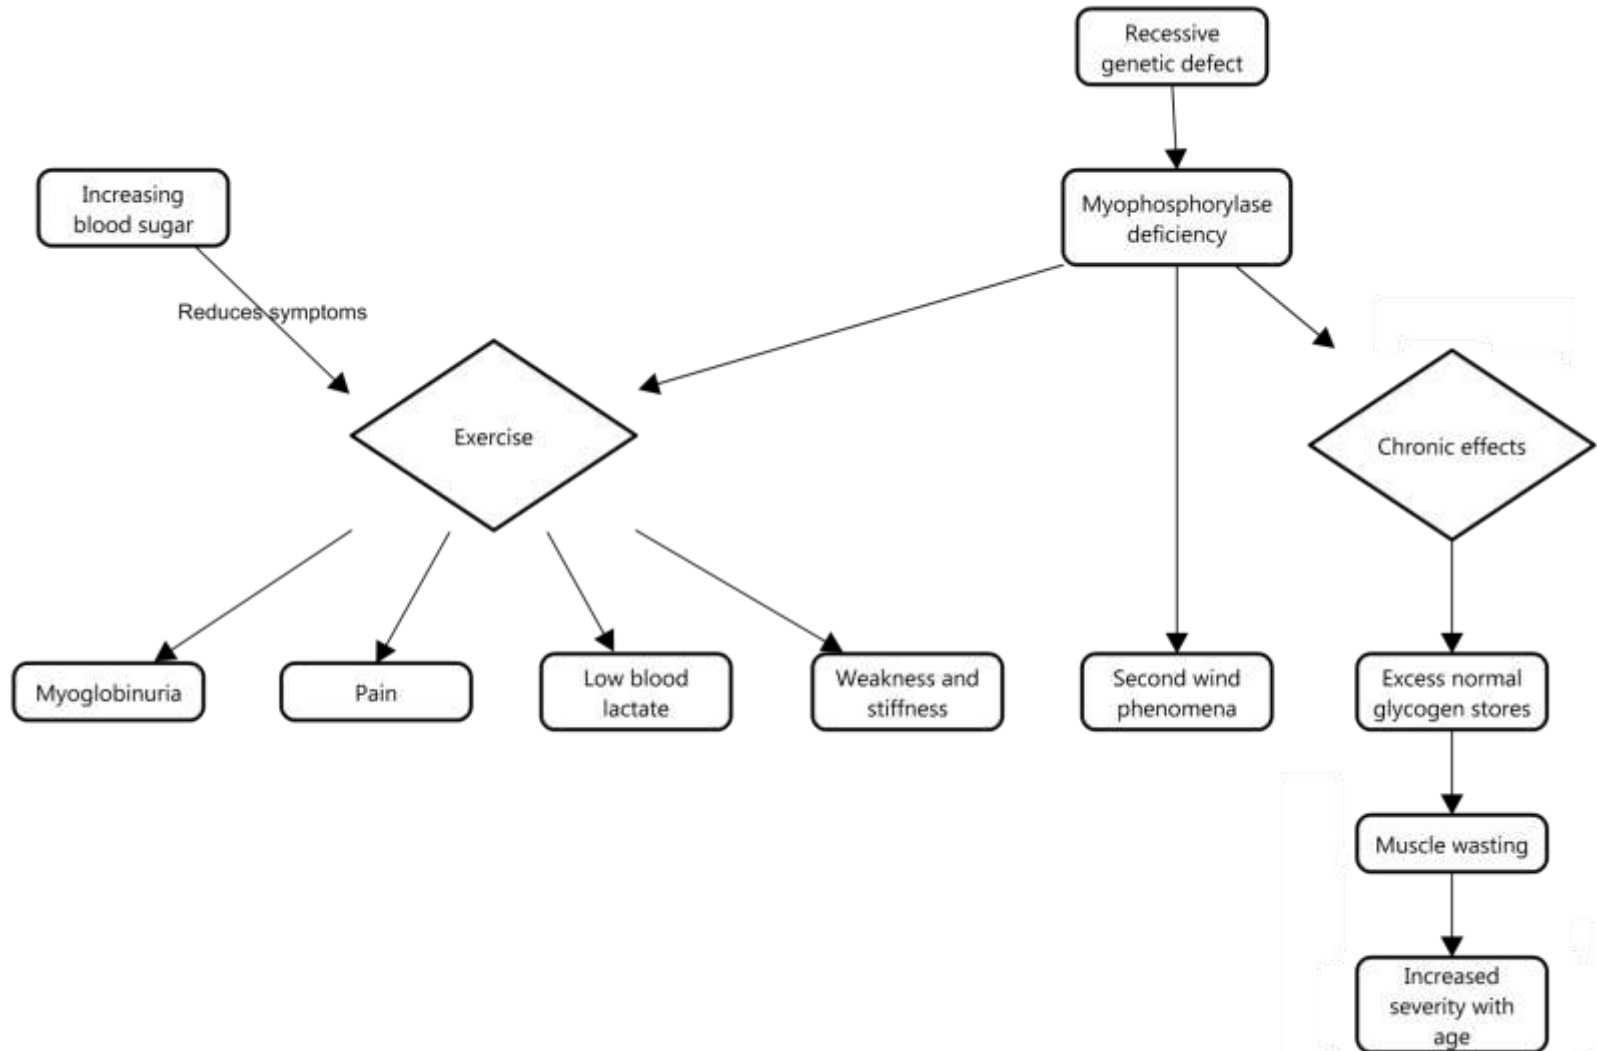 Recessive
genetic defect
Increasing
blood sugar
Myophosphorylase
deficiency
Reduces symptoms
Exercise
Chronic effects
Myoglobinuria
Pain
Low blood
lactate
Weakness and
stiffness
Second wind
phenomena
Excess normal
glycogen stores
Muscle wasting
Increased
severity with
age